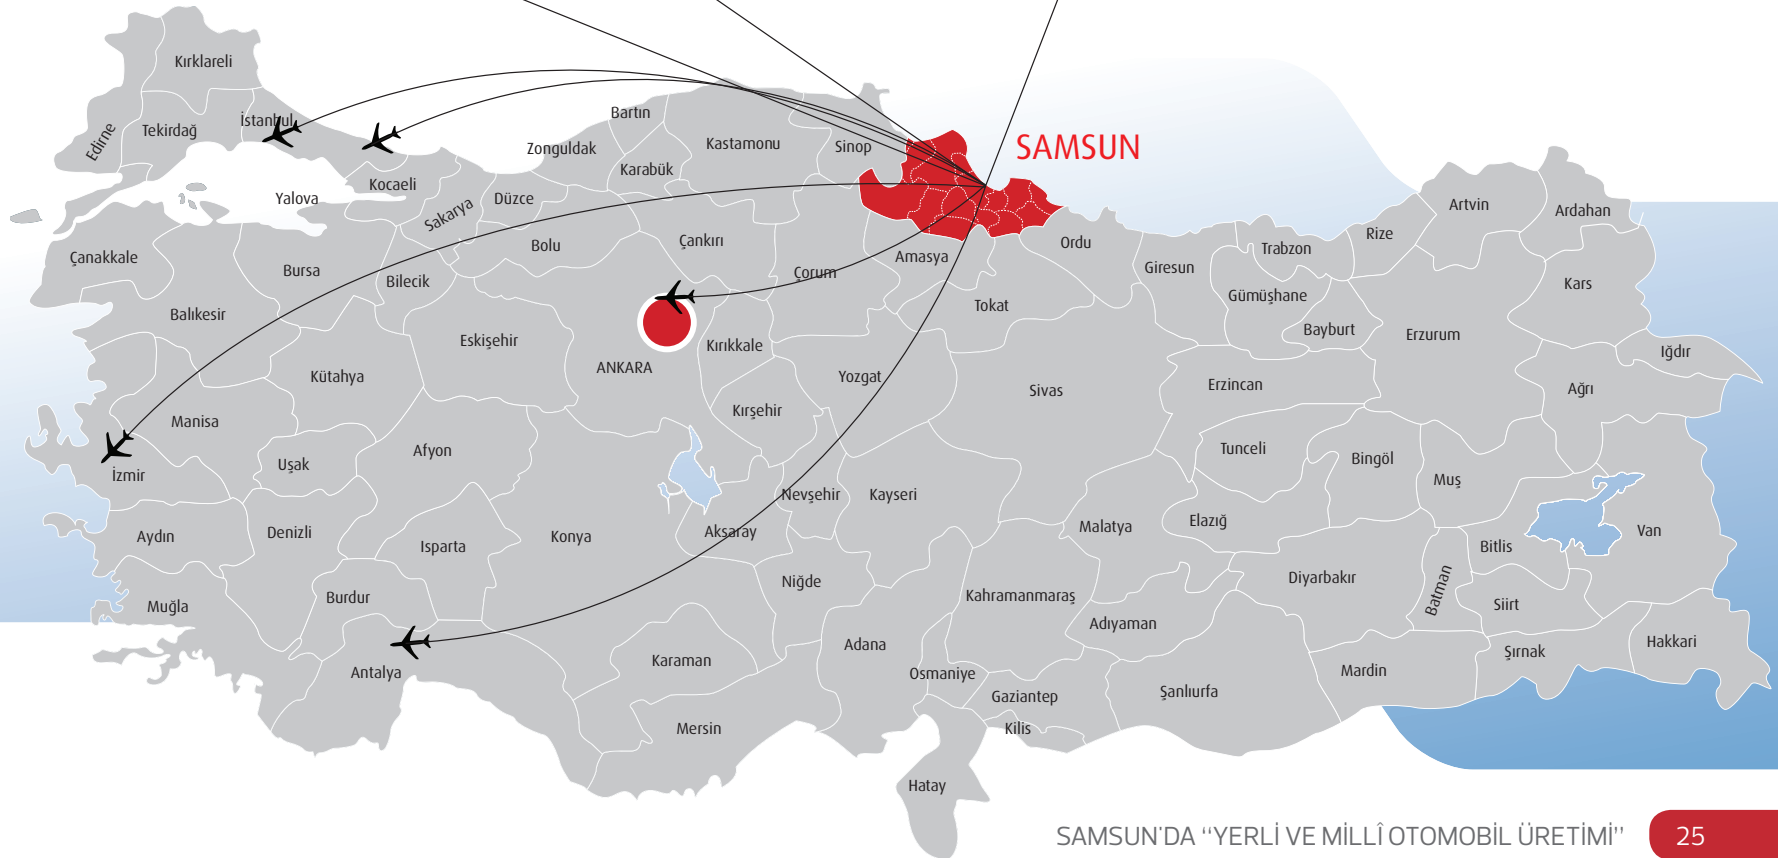 Kırklareli
Edirne
Tekirdağ
İstanbul
Bartın
Zonguldak
Kastamonu
Sinop
SAMSUN
Karabük
Kocaeli
Yalova
Düzce
Sakarya
Artvin
Ardahan
Çanakkale
Bursa
Bolu
Çankırı
Amasya
Ordu
Trabzon
Rize
Giresun
Bilecik
Çorum
Kars
Balıkesir
Tokat
Gümüşhane
Bayburt
Erzurum
Eskişehir
Kırıkkale
Iğdır
ANKARA
Kütahya
Yozgat
Sivas
Erzincan
Ağrı
Manisa
Kırşehir
Afyon
Uşak
Tunceli
Bingöl
İzmir
Muş
Nevşehir
Kayseri
Aydın
Denizli
Isparta
Konya
Aksaray
Malatya
Elazığ
Van
Bitlis
Niğde
Diyarbakır
Batman
Muğla
Burdur
Kahramanmaraş
Siirt
Adıyaman
Adana
Hakkari
Karaman
Şırnak
Antalya
Osmaniye
Mardin
Gaziantep
Şanlıurfa
Mersin
Kilis
Hatay
SAMSUN'DA “YERLİ VE MİLLÎ OTOMOBİL ÜRETİMİ” 25